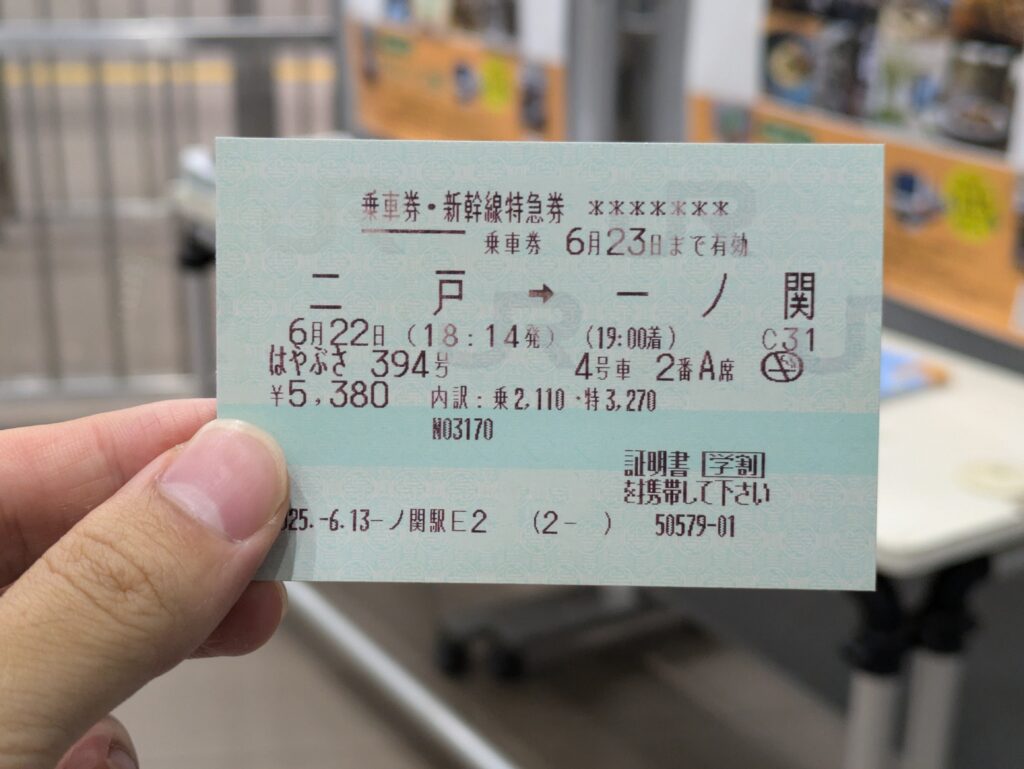 乗車券・新幹線特急券 *******
乗車券 6月23日まで有効
二戸 → 一ノ関
6月22日 (18:14発) (19:00着) C31
はやぶさ 394号 4号車 2番A席
¥5,380 内訳:乗2,110・特3,270
N03170
証明書 学割
を携帯して下さい
025.-6.13一ノ関駅E2 (2- ) 50579-01